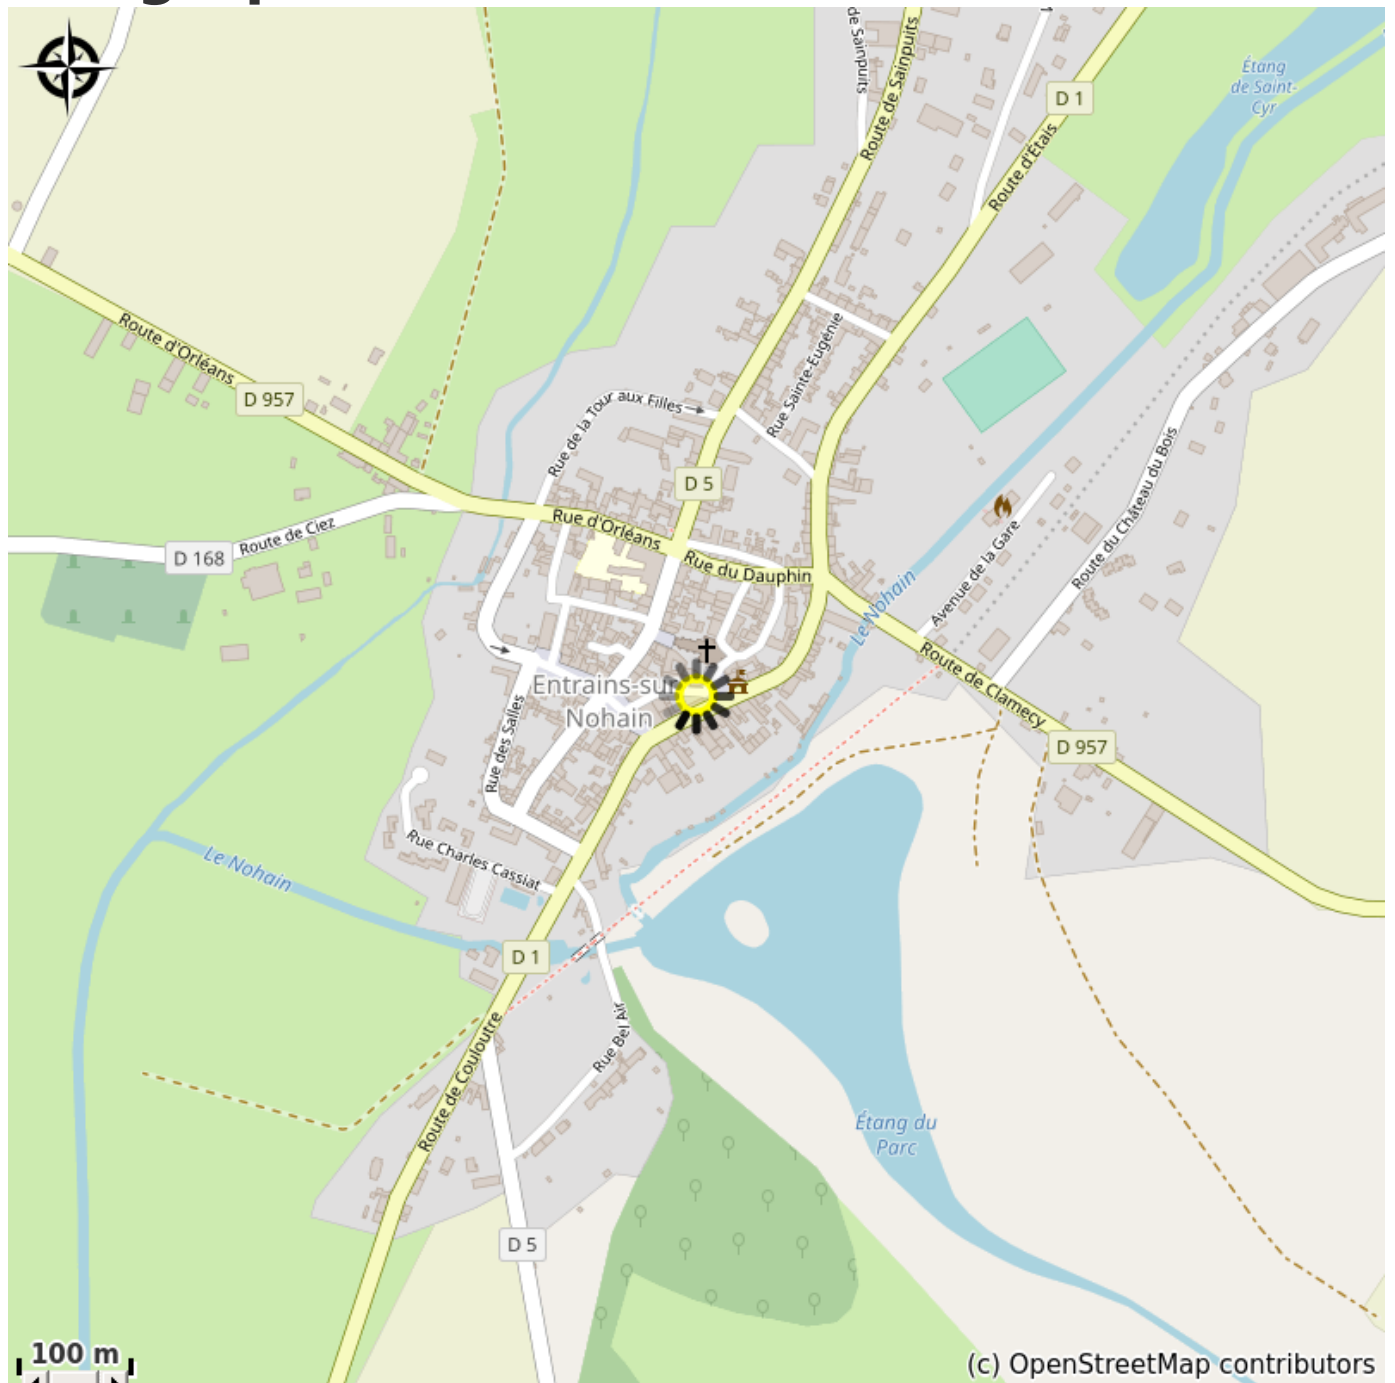 de Sainpuits
Route de Sainpuits
D 1
Étang
de Saint-
Cyr
Route d'Étais
Route d'Orléans
D 957
Rue Sainte-Eugénie
Rue de la Tour aux Filles
D 5
Rue d'Orléans
Rue du Dauphin
Route de Ciez
D 168
Le Nohain
Avenue de la Gare
Route du Château du Bois
Route de Clamecy
D 957
Entrains-sur
Nohain
Rue des Salles
Rue Charles Cassiat
Le Nohain
D 1
Rue Bel Air
Route de Couloutre
Étang du
Parc
D 5
100 m
(c) OpenStreetMap contributors